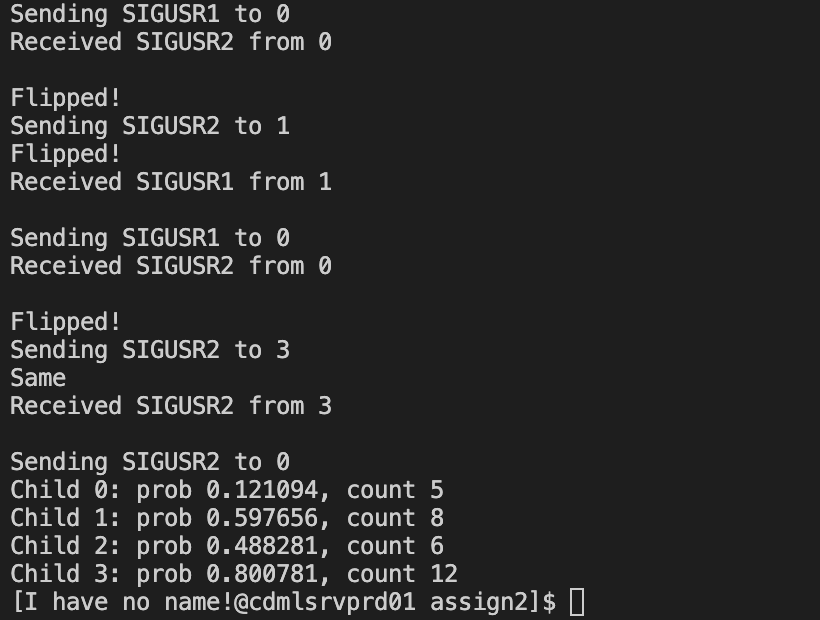 Sending SIGUSR1 to 0
Received SIGUSR2 from 0
Flipped!
Sending SIGUSR2 to 1
Flipped!
Received SIGUSR1 from 1
Sending SIGUSR1 to 0
Received SIGUSR2 from 0
Flipped!
Sending SIGUSR2 to 3
Same
Received SIGUSR2 from 3
Sending SIGUSR2 to 0
Child 0: prob 0.121094, count 5
Child 1: prob 0.597656, count 8
Child 2: prob 0.488281, count 6
Child 3: prob 0.800781, count 12
[I have no name!@cdmlsrvprd01 assign2]$